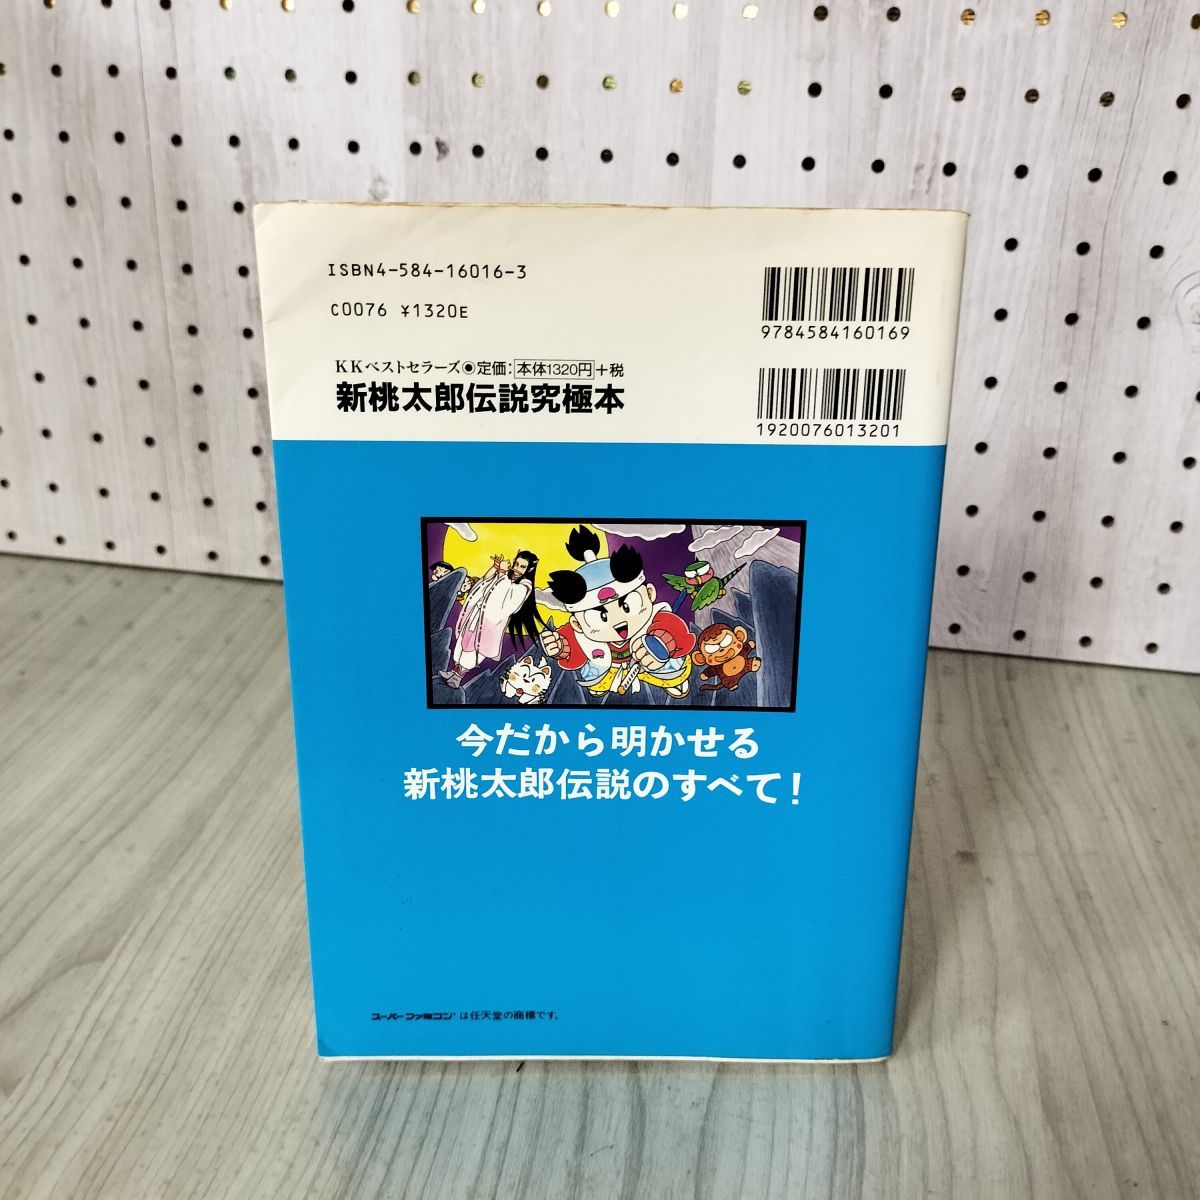 ISBN4-584-16016-3
C0076 ¥1320E
9784584160169
KKベストセラーズ◉定価:本体1320円+税
新桃太郎伝説究極本
1920076013201
今だから明かせる
新桃太郎伝説のすべて!
スーパーファミコン™は任天堂の商標です。